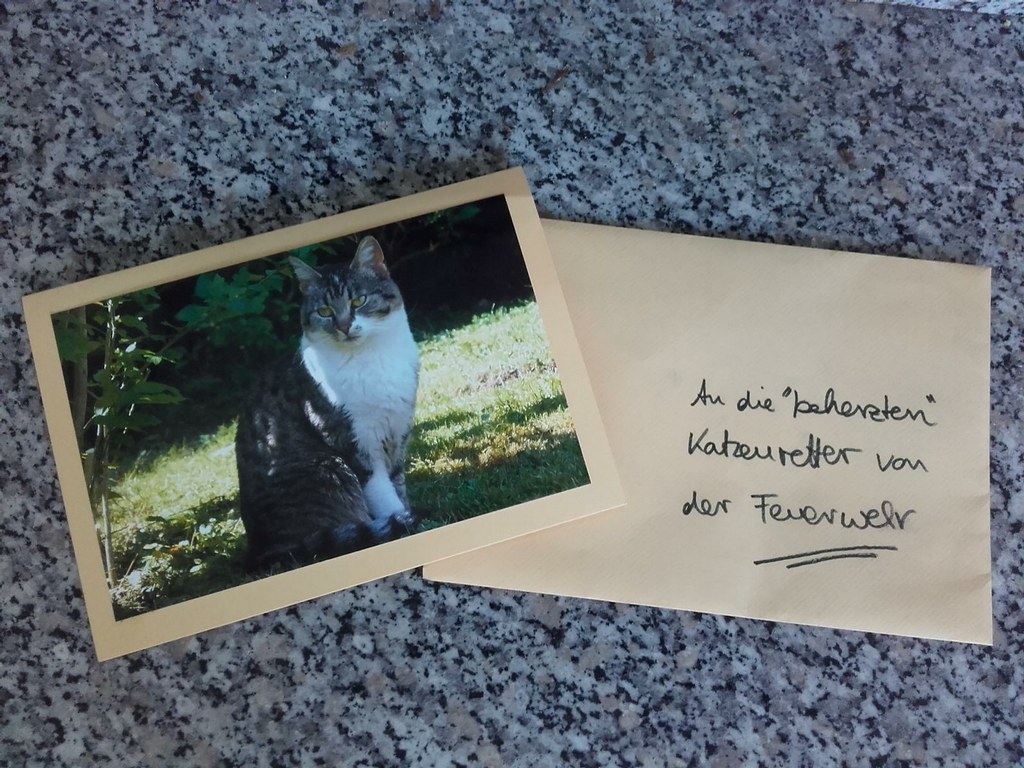 An die "beherzten"
Katzenretter von
der Feuerwehr